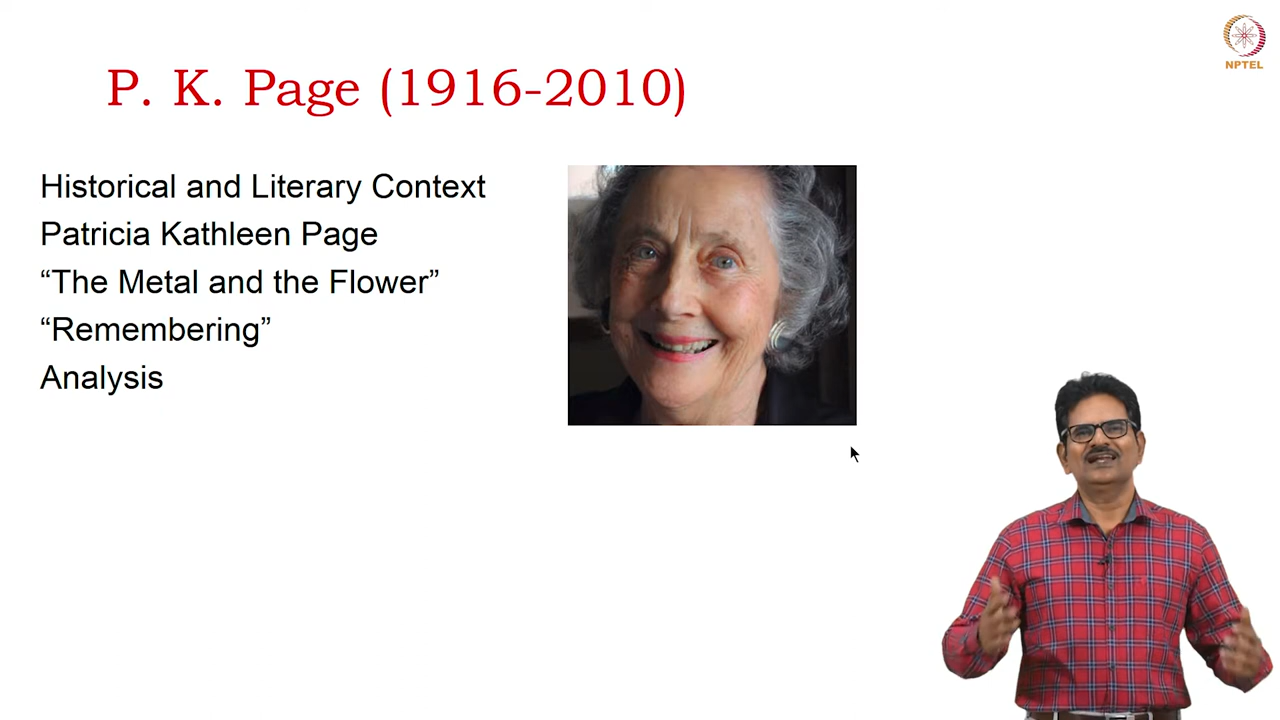 NPTEL
P. K. Page (1916-2010)
Historical and Literary Context
Patricia Kathleen Page
“The Metal and the Flower”
“Remembering”
Analysis